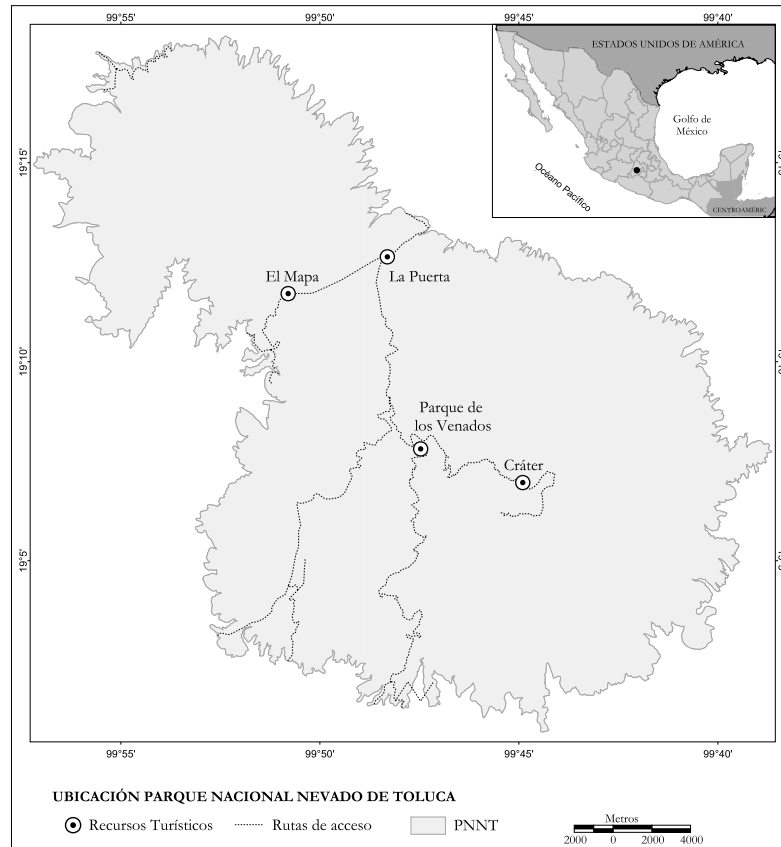 99°55'
99°50'
99°45'
99°40'
ESTADOS UNIDOS DE AMÉRICA
Golfo de
México
Océano Pacífico
CENTROAMÉRIC
19°15'
19°10'
19°5'
El Mapa
La Puerta
Parque de
los Venados
Cráter
99°55'
99°50'
99°45'
99°40'
UBICACIÓN PARQUE NACIONAL NEVADO DE TOLUCA
Recursos Turísticos
Rutas de acceso
PNNT
Metros
2000 0 2000 4000